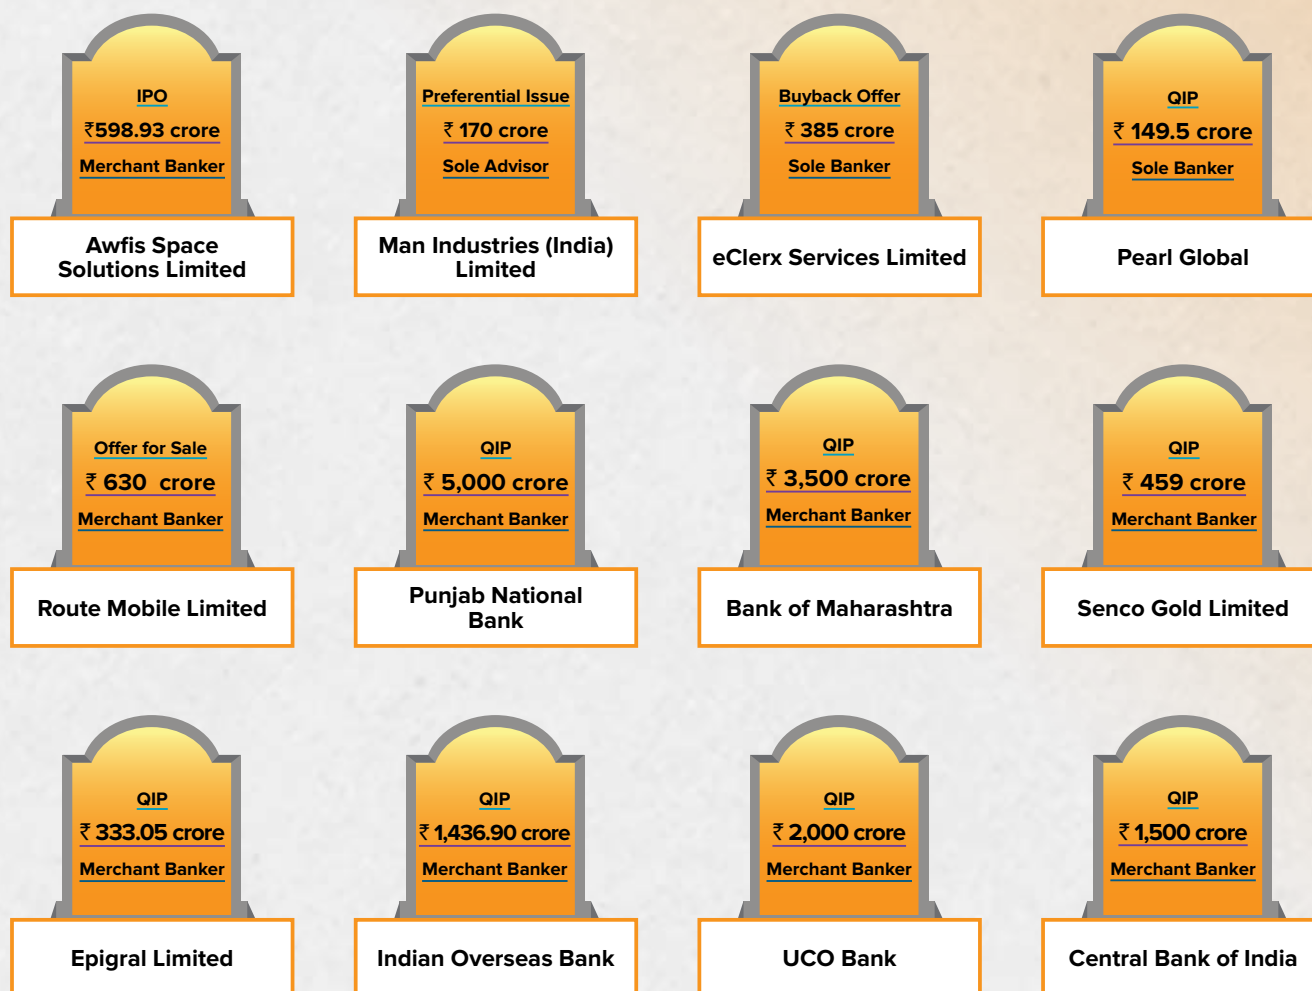 IPO
₹598.93 crore
Merchant Banker
Awfis Space
Solutions Limited
Preferential Issue
₹ 170 crore
Sole Advisor
Man Industries (India)
Limited
Buyback Offer
₹ 385 crore
Sole Banker
eClerx Services Limited
QIP
₹ 149.5 crore
Sole Banker
Pearl Global
Offer for Sale
₹ 630 crore
Merchant Banker
Route Mobile Limited
QIP
₹ 5,000 crore
Merchant Banker
Punjab National
Bank
QIP
₹ 3,500 crore
Merchant Banker
Bank of Maharashtra
QIP
₹ 459 crore
Merchant Banker
Senco Gold Limited
QIP
₹ 333.05 crore
Merchant Banker
Epigral Limited
QIP
₹ 1,436.90 crore
Merchant Banker
Indian Overseas Bank
QIP
₹ 2,000 crore
Merchant Banker
UCO Bank
QIP
₹ 1,500 crore
Merchant Banker
Central Bank of India